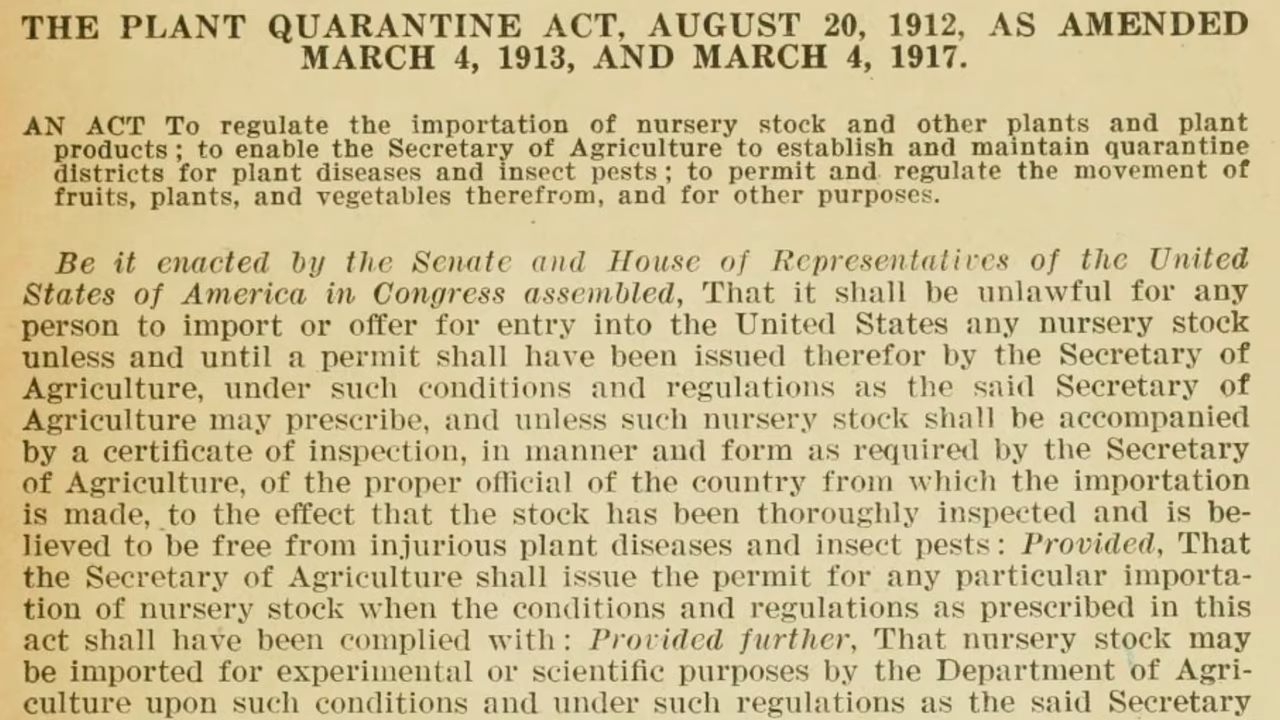 THE PLANT QUARANTINE ACT, AUGUST 20, 1912, AS AMENDED
MARCH 4, 1913, AND MARCH 4, 1917.
AN ACT To regulate the importation of nursery stock and other plants and plant
products; to enable the Secretary of Agriculture to establish and maintain quarantine
districts for plant diseases and insect pests; to permit and regulate the movement of
fruits, plants, and vegetables therefrom, and for other purposes.
Be it enacted by the Senate and House of Representatives of the United
States of America in Congress assembled, That it shall be unlawful for any
person to import or offer for entry into the United States any nursery stock
unless and until a permit shall have been issued therefor by the Secretary of
Agriculture, under such conditions and regulations as the said Secretary of
Agriculture may prescribe, and unless such nursery stock shall be accompanied
by a certificate of inspection, in manner and form as required by the Secretary
of Agriculture, of the proper official of the country from which the importation
is made, to the effect that the stock has been thoroughly inspected and is be-
lieved to be free from injurious plant diseases and insect pests: Provided, That
the Secretary of Agriculture shall issue the permit for any particular importa-
tion of nursery stock when the conditions and regulations as prescribed in this
act shall have been complied with: Provided further, That nursery stock may
be imported for experimental or scientific purposes by the Department of Agri-
culture upon such conditions and under such regulations as the said Secretary